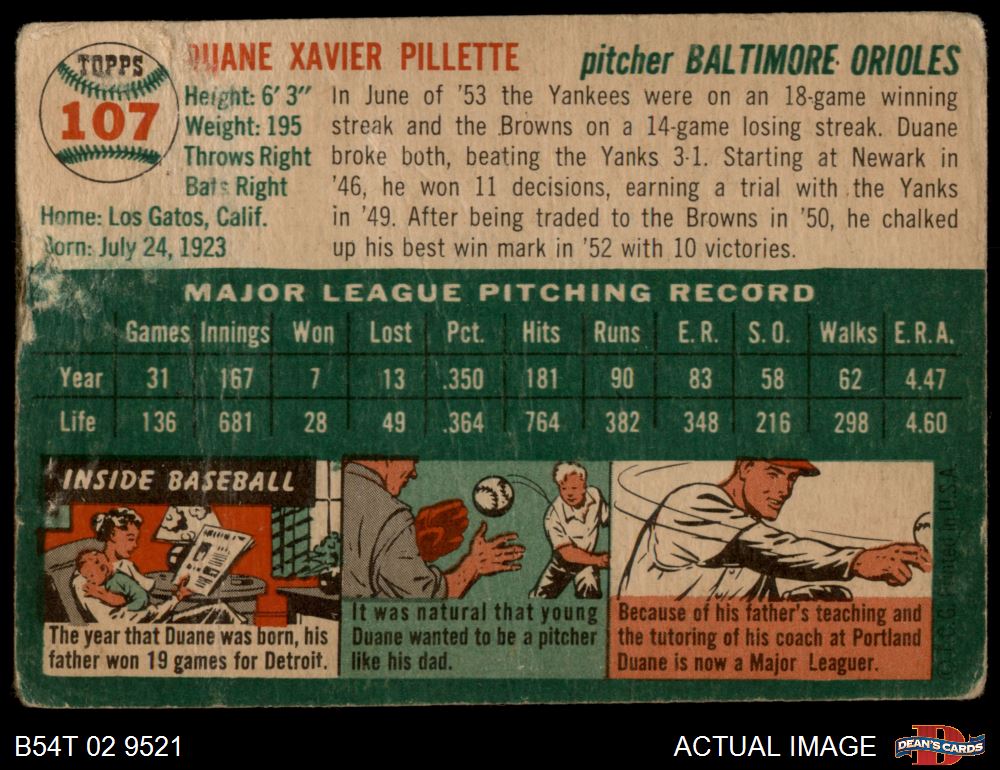 TOPPS
107
DUANE XAVIER PILLETTE
pitcher BALTIMORE ORIOLES
Height: 6' 3"
Weight: 195
Throws Right
Bats Right
Home: Los Gatos, Calif.
Born: July 24, 1923
In June of '53 the Yankees were on an 18-game winning
streak and the Browns on a 14-game losing streak. Duane
broke both, beating the Yanks 3-1. Starting at Newark in
'46, he won 11 decisions, earning a trial with the Yanks
in '49. After being traded to the Browns in '50, he chalked
up his best win mark in '52 with 10 victories.
MAJOR LEAGUE PITCHING RECORD
Games Innings Won Lost Pct. Hits Runs E.R. S.O. Walks E.R.A.
Year 31 167 7 13 .350 181 90 83 58 62 4.47
Life 136 681 28 49 .364 764 382 348 216 298 4.60
INSIDE BASEBALL
The year that Duane was born, his
father won 19 games for Detroit.
It was natural that young
Duane wanted to be a pitcher
like his dad.
Because of his father's teaching and
the tutoring of his coach at Portland
Duane is now a Major Leaguer.
© T.C.G. PRINTED IN U.S.A.
B54T 02 9521
ACTUAL IMAGE
D
DEAN'S CARDS